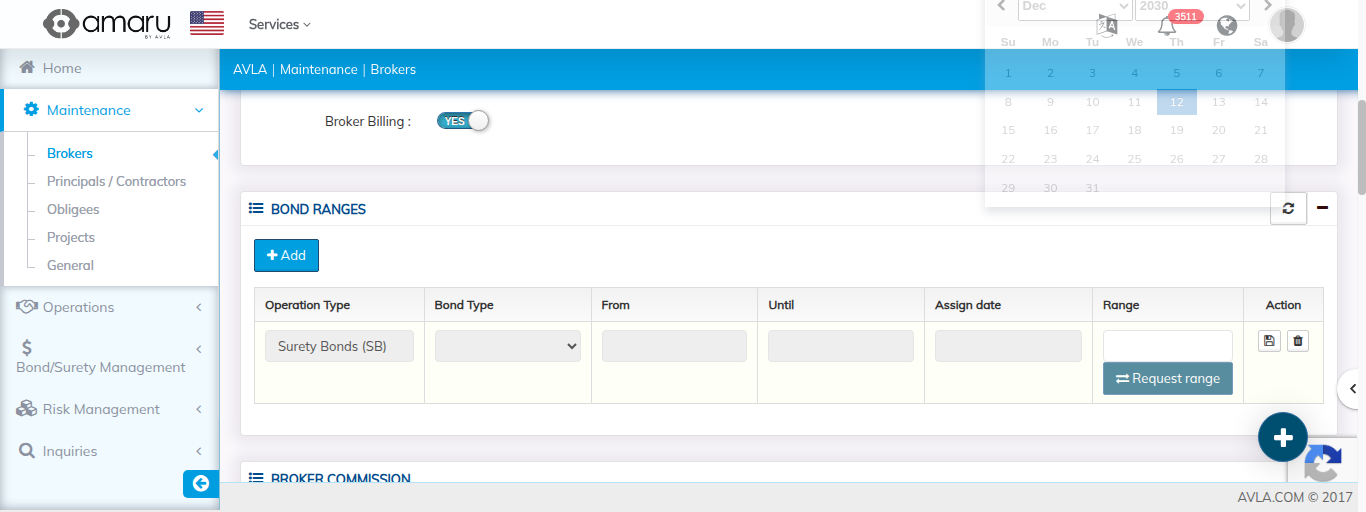 amaru
BY AVLA
Services
Dec 2030
3511
Su Mo Tu We Th Fr Sa
1 2 3 4 5 6 7
8 9 10 11 12 13 14
15 16 17 18 19 20 21
22 23 24 25 26 27 28
29 30 31
Home
Maintenance
Brokers
Principals / Contractors
Obligees
Projects
General
Operations
Bond/Surety Management
Risk Management
Inquiries
AVLA | Maintenance | Brokers
Broker Billing :
YES
BOND RANGES
Add
Operation Type Bond Type From Until Assign date Range Action
Surety Bonds (SB)
Request range
BROKER COMMISSION
AVLA.COM © 2017